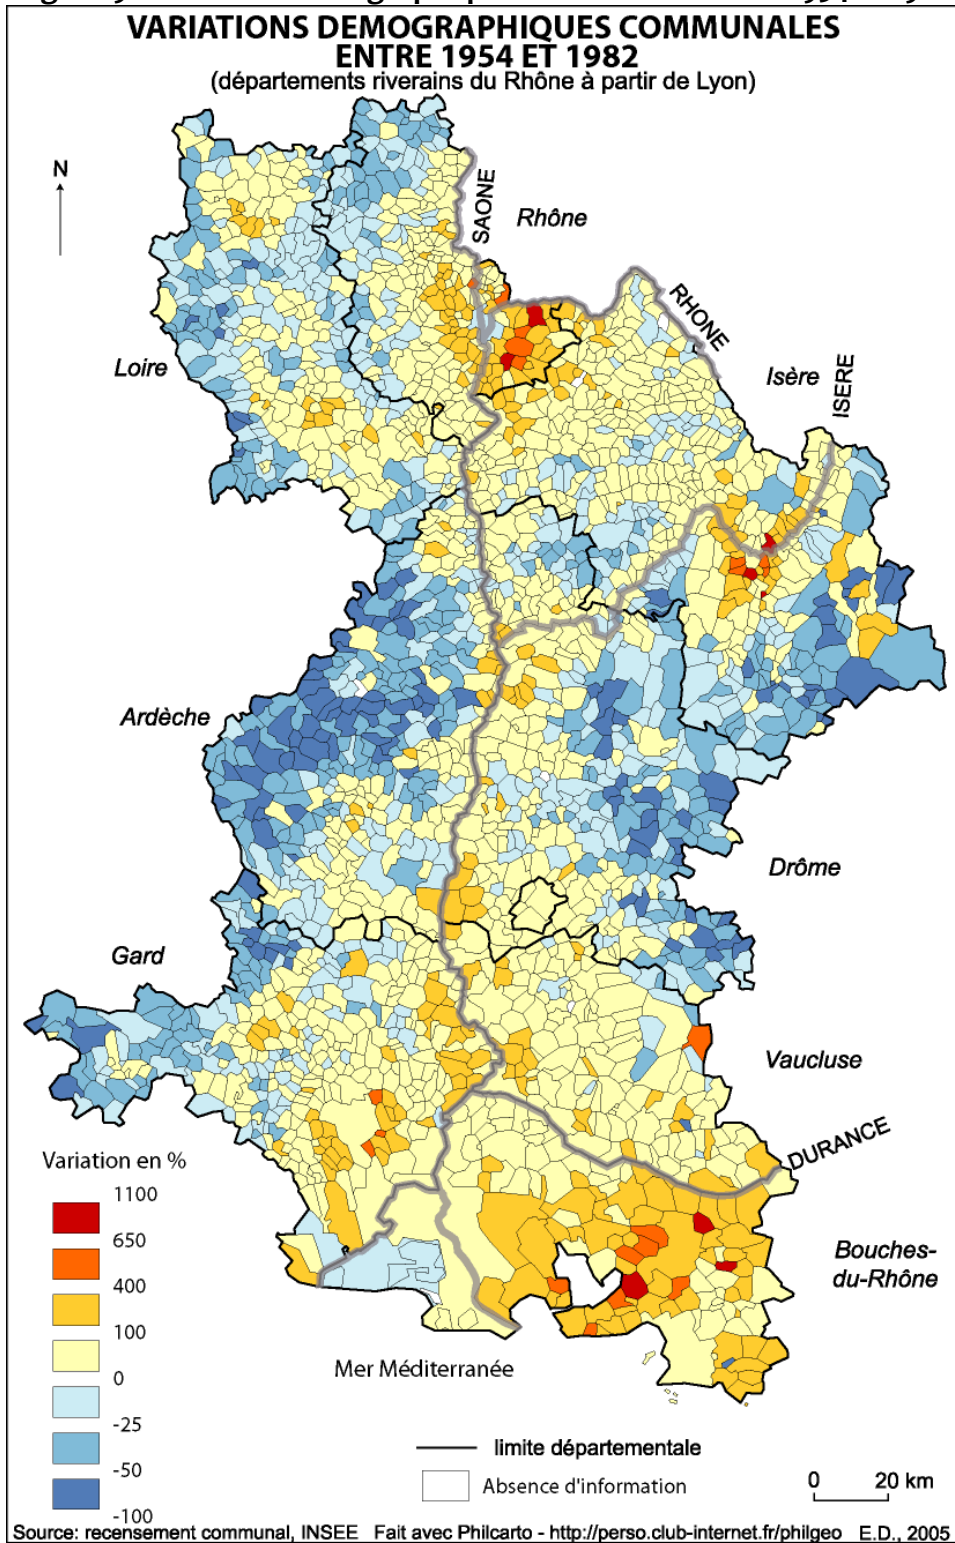 VARIATIONS DEMOGRAPHIQUES COMMUNALES
ENTRE 1954 ET 1982
(départements riverains du Rhône à partir de Lyon)
N
SAONE
Rhône
RHONE
Loire
Isère
ISERE
Ardèche
Drôme
Gard
Vaucluse
DURANCE
Variation en %
1100
650
400
100
0
-25
-50
-100
Bouches-
du-Rhône
Mer Méditerranée
limite départementale
Absence d'information
0 20 km
Source: recensement communal, INSEE Fait avec Philcarto - http://perso.club-internet.fr/philgeo E.D., 2005